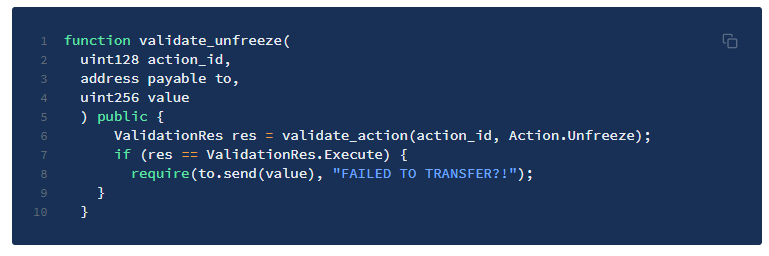 1 function validate_unfreeze(
2 uint128 action_id,
3 address payable to,
4 uint256 value
5 ) public {
6 ValidationRes res = validate_action(action_id, Action.Unfreeze);
7 if (res == ValidationRes.Execute) {
8 require(to.send(value), "FAILED TO TRANSFER?!");
9 }
10 }